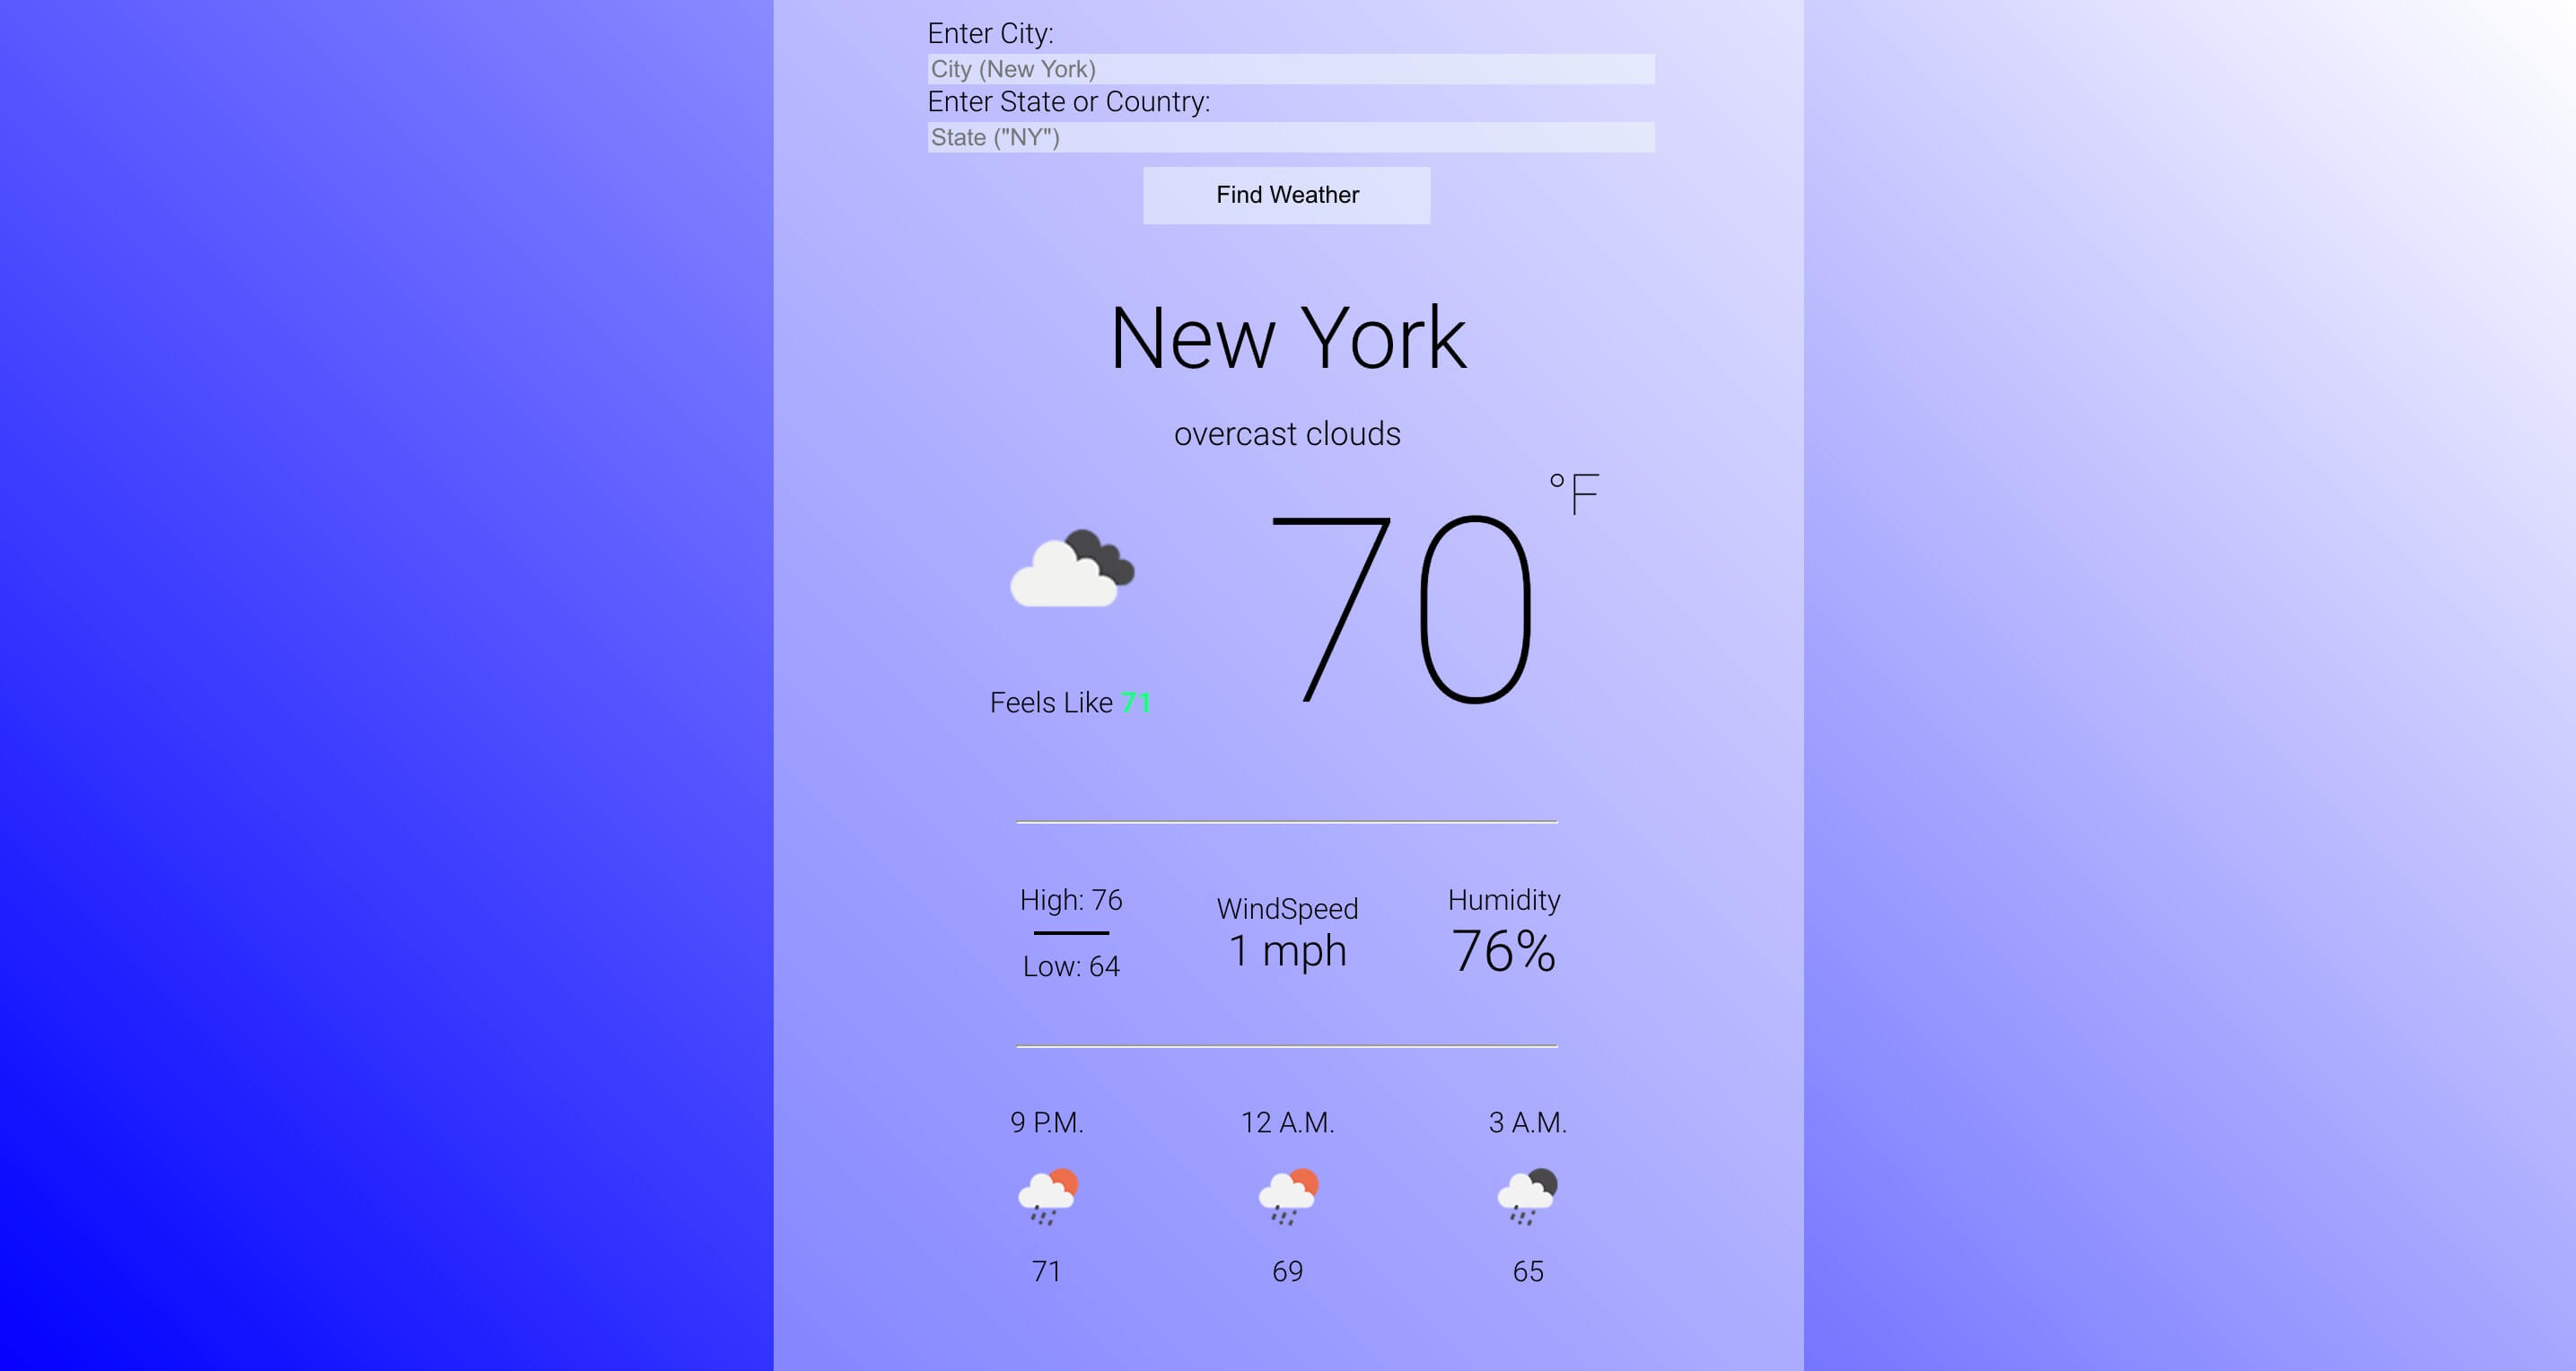 Enter City:
City (New York)
Enter State or Country:
State ("NY")
Find Weather
New York
overcast clouds
70 °F
Feels Like 71
High: 76
Low: 64
WindSpeed
1 mph
Humidity
76%
9 P.M.
12 A.M.
3 A.M.
71
69
65